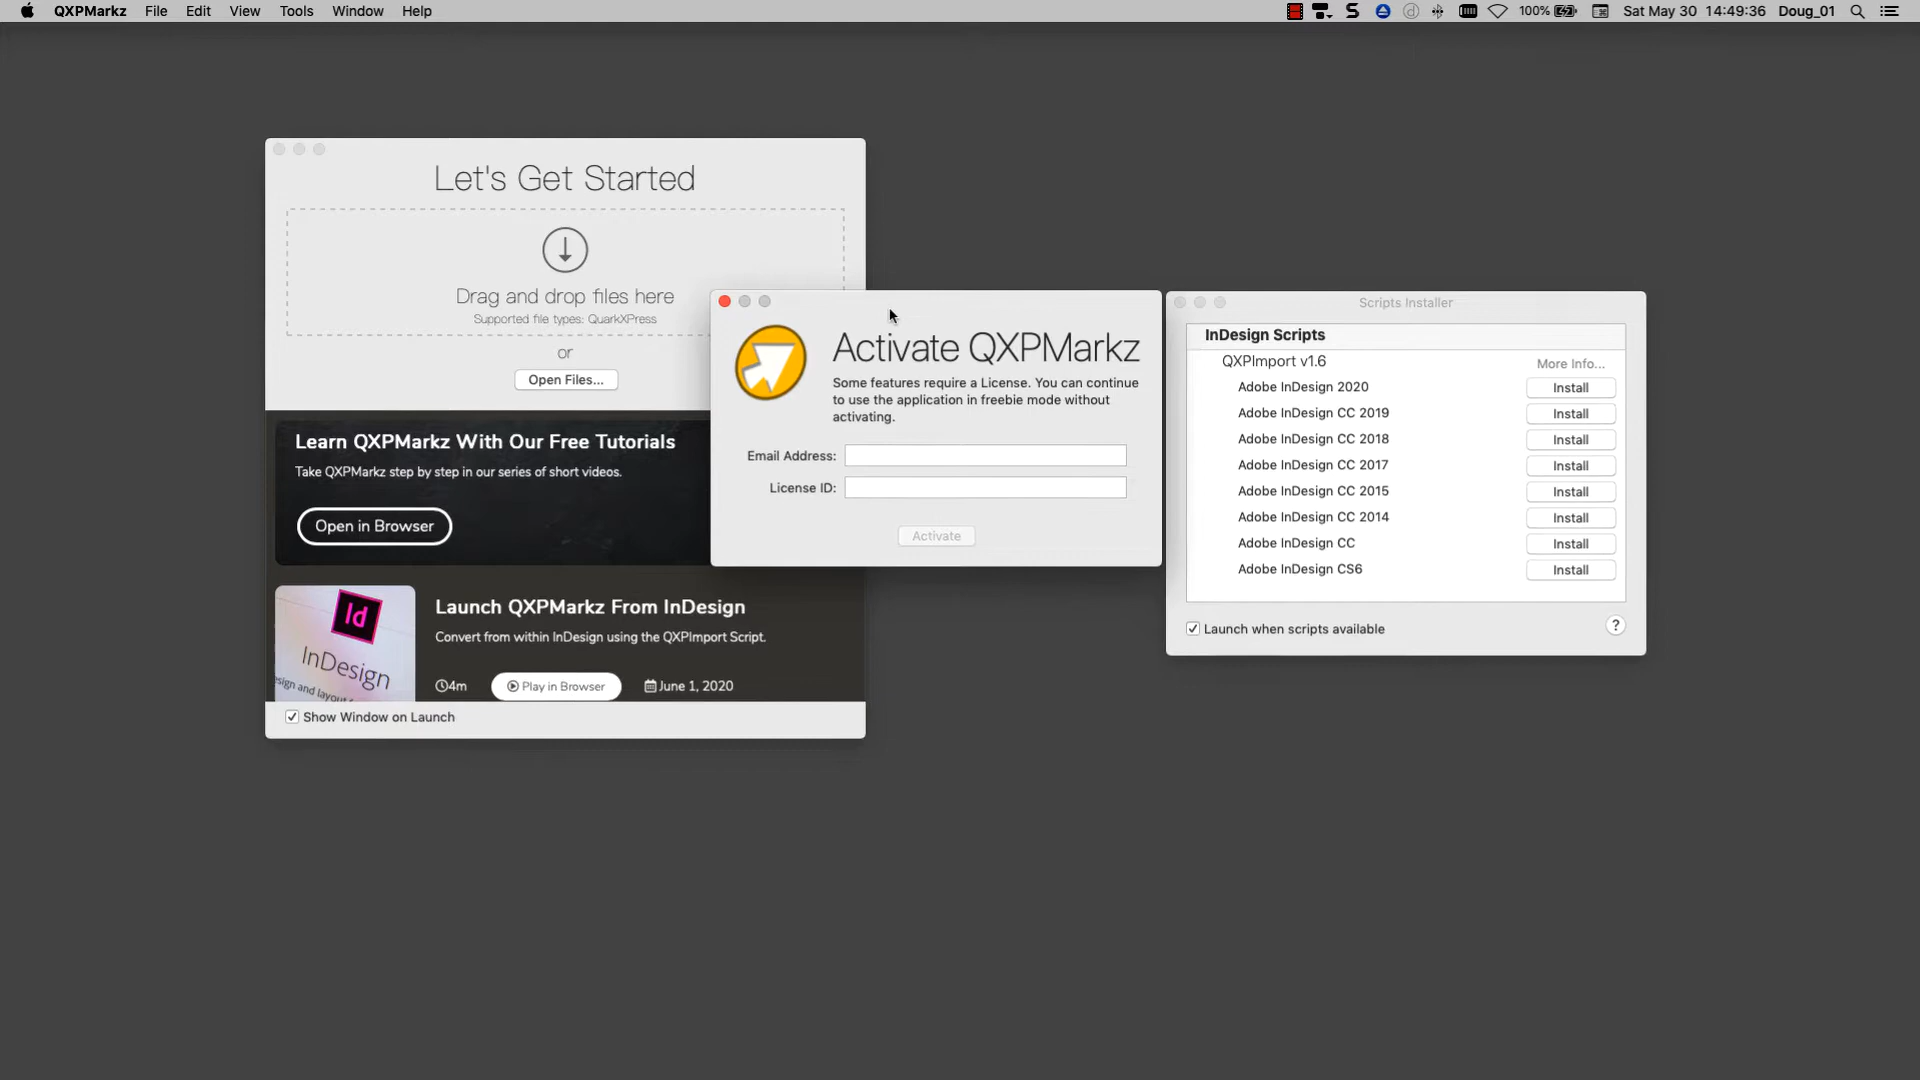 QXPMarkz File Edit View Tools Window Help
100% Sat May 30 14:49:36 Doug_01
Let's Get Started
Drag and drop files here
Supported file types: QuarkXPress
or
Open Files...
Learn QXPMarkz With Our Free Tutorials
Take QXPMarkz step by step in our series of short videos.
Open in Browser
Id
InDesign
Launch QXPMarkz From InDesign
Convert from within InDesign using the QXPImport Script.
4m Play in Browser June 1, 2020
Show Window on Launch
Activate QXPMarkz
Some features require a License. You can continue
to use the application in freebie mode without
activating.
Email Address:
License ID:
Activate
Scripts Installer
InDesign Scripts
QXPImport v1.6 More Info...
Adobe InDesign 2020 Install
Adobe InDesign CC 2019 Install
Adobe InDesign CC 2018 Install
Adobe InDesign CC 2017 Install
Adobe InDesign CC 2015 Install
Adobe InDesign CC 2014 Install
Adobe InDesign CC Install
Adobe InDesign CS6 Install
Launch when scripts available ?